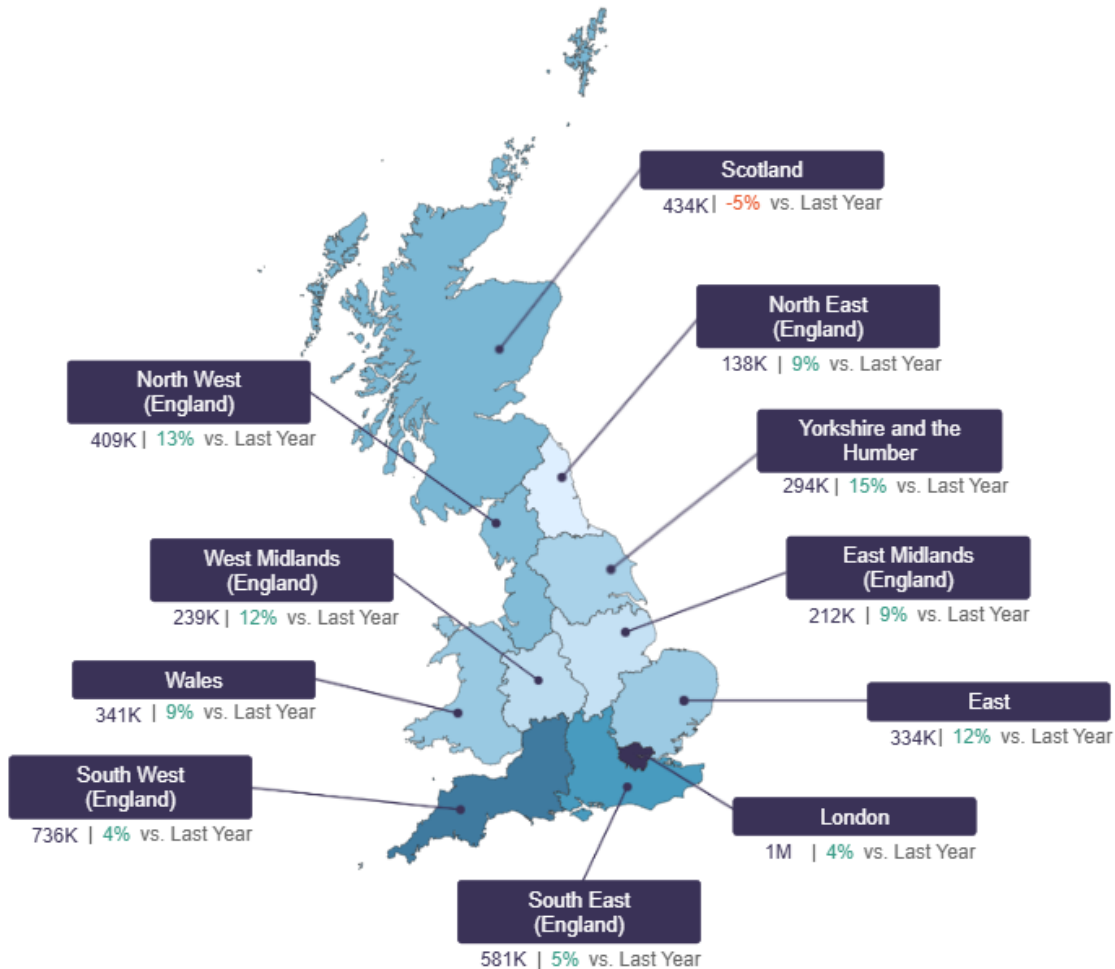 Scotland
434K | -5% vs. Last Year
North East
(England)
138K | 9% vs. Last Year
North West
(England)
409K | 13% vs. Last Year
Yorkshire and the
Humber
294K | 15% vs. Last Year
West Midlands
(England)
239K | 12% vs. Last Year
East Midlands
(England)
212K | 9% vs. Last Year
Wales
341K | 9% vs. Last Year
East
334K | 12% vs. Last Year
South West
(England)
736K | 4% vs. Last Year
London
1M | 4% vs. Last Year
South East
(England)
581K | 5% vs. Last Year